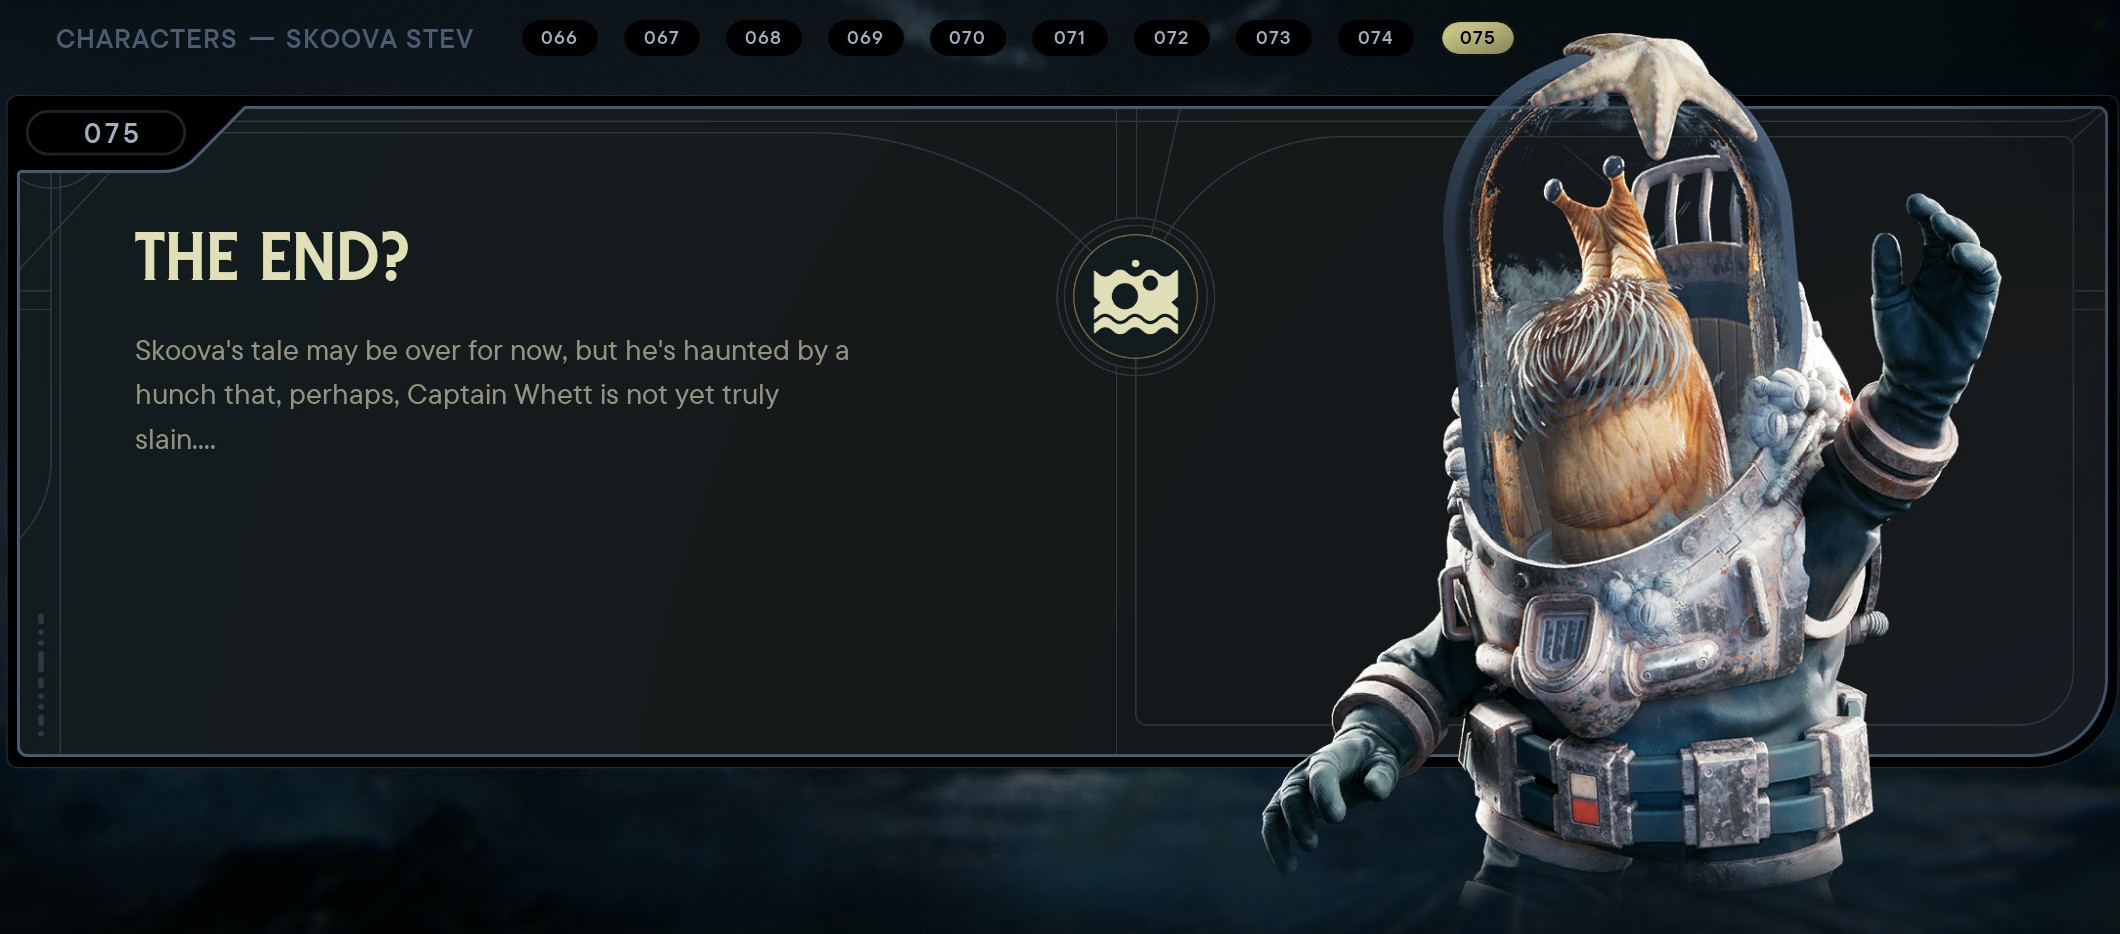 CHARACTERS — SKOOVA STEV
066 067 068 069 070 071 072 073 074 075
075
THE END?
Skoova's tale may be over for now, but he's haunted by a
hunch that, perhaps, Captain Whett is not yet truly
slain....